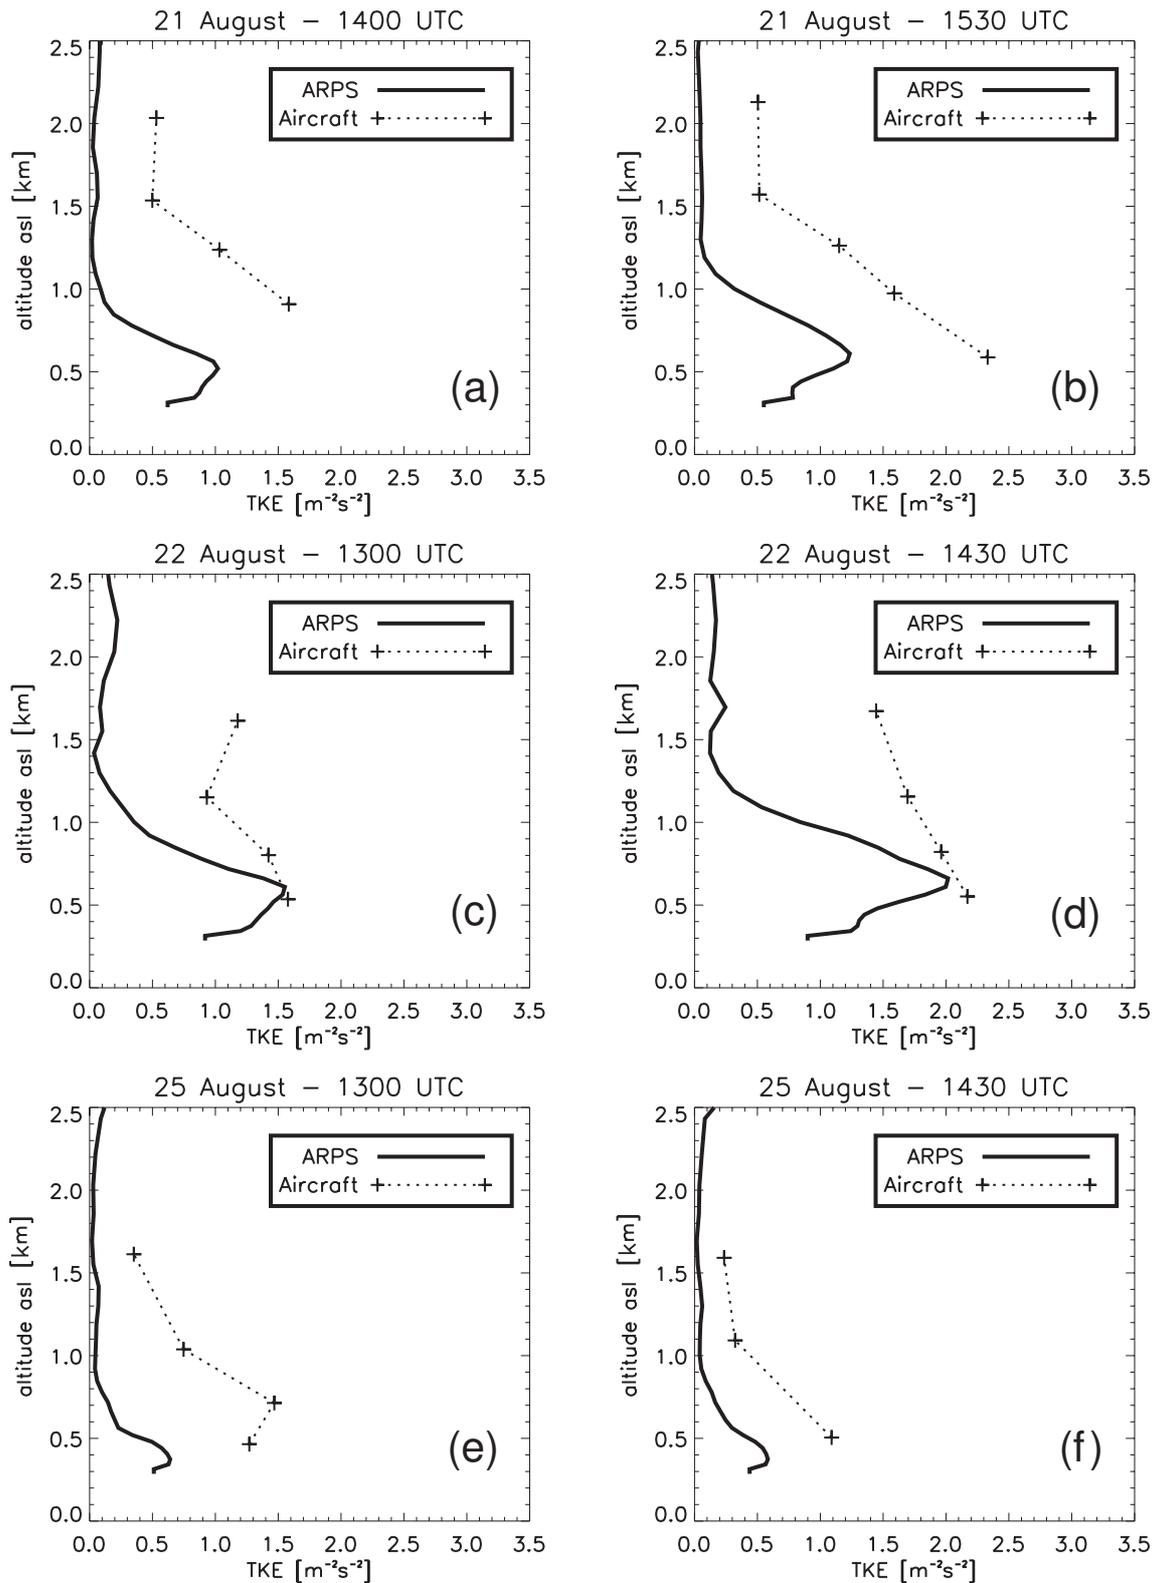 21 August – 1400 UTC
2.5
2.0
1.5
1.0
0.5
0.0
altitude asl [km]
ARPS
Aircraft
(a)
0.0 0.5 1.0 1.5 2.0 2.5 3.0 3.5
TKE [m⁻²s⁻²]
21 August – 1530 UTC
2.5
2.0
1.5
1.0
0.5
0.0
altitude asl [km]
ARPS
Aircraft
(b)
0.0 0.5 1.0 1.5 2.0 2.5 3.0 3.5
TKE [m⁻²s⁻²]
22 August – 1300 UTC
2.5
2.0
1.5
1.0
0.5
0.0
altitude asl [km]
ARPS
Aircraft
(c)
0.0 0.5 1.0 1.5 2.0 2.5 3.0 3.5
TKE [m⁻²s⁻²]
22 August – 1430 UTC
2.5
2.0
1.5
1.0
0.5
0.0
altitude asl [km]
ARPS
Aircraft
(d)
0.0 0.5 1.0 1.5 2.0 2.5 3.0 3.5
TKE [m⁻²s⁻²]
25 August – 1300 UTC
2.5
2.0
1.5
1.0
0.5
0.0
altitude asl [km]
ARPS
Aircraft
(e)
0.0 0.5 1.0 1.5 2.0 2.5 3.0 3.5
TKE [m⁻²s⁻²]
25 August – 1430 UTC
2.5
2.0
1.5
1.0
0.5
0.0
altitude asl [km]
ARPS
Aircraft
(f)
0.0 0.5 1.0 1.5 2.0 2.5 3.0 3.5
TKE [m⁻²s⁻²]